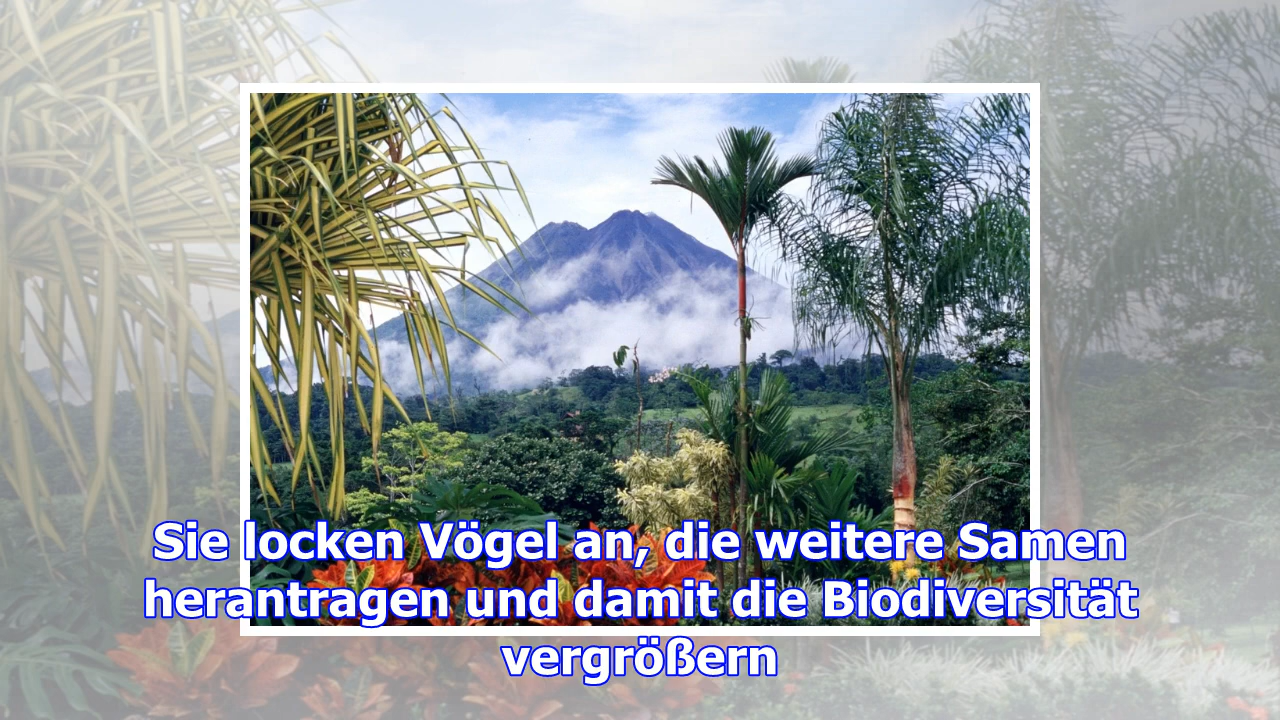 Sie locken Vögel an, die weitere Samen
herantragen und damit die Biodiversität
vergrößern